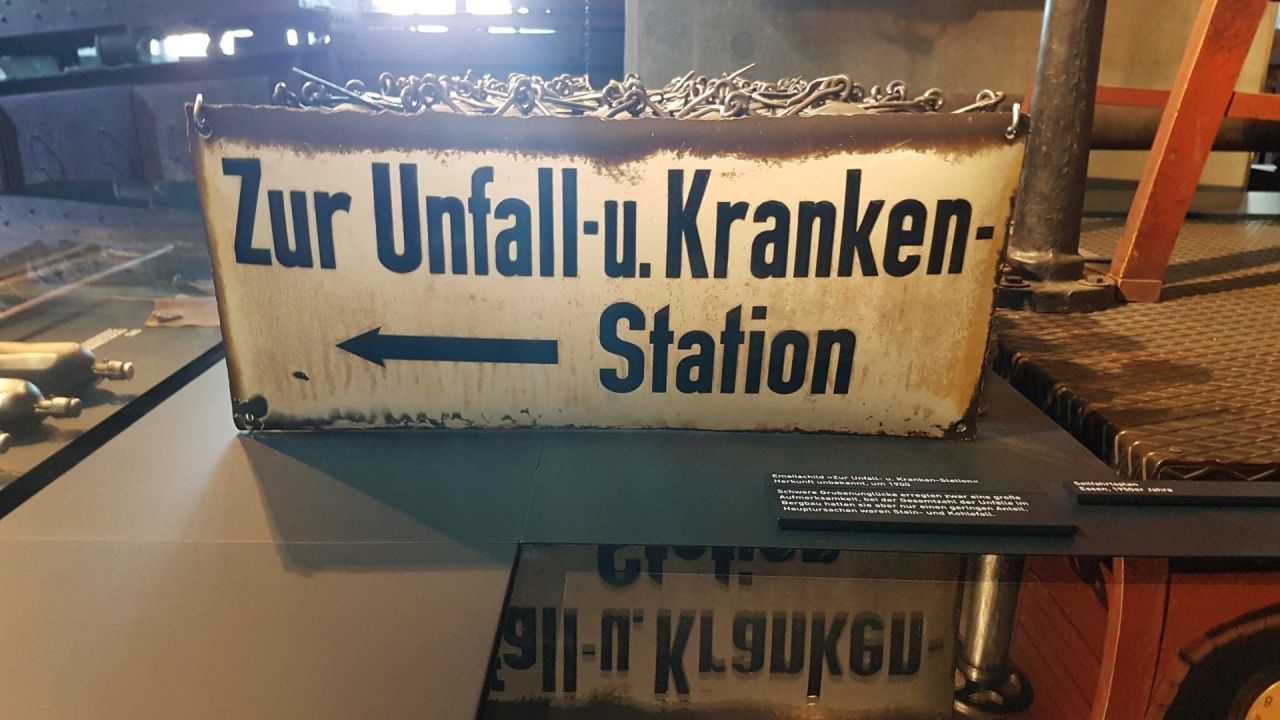 Zur Unfall-u. Kranken-
Station
Emailschild »Zur Unfall- u. Kranken-Station«
Herkunft unbekannt, um 1900
Schwere Grubenunglücke erregten zwar eine große
Aufmerksamkeit, bei der Gesamtzahl der Unfälle im
Bergbau hatten sie aber nur einen geringen Anteil.
Hauptursachen waren Stein- und Kohlefall.
Seilfahrtsplan
Essen, 1950er Jahre